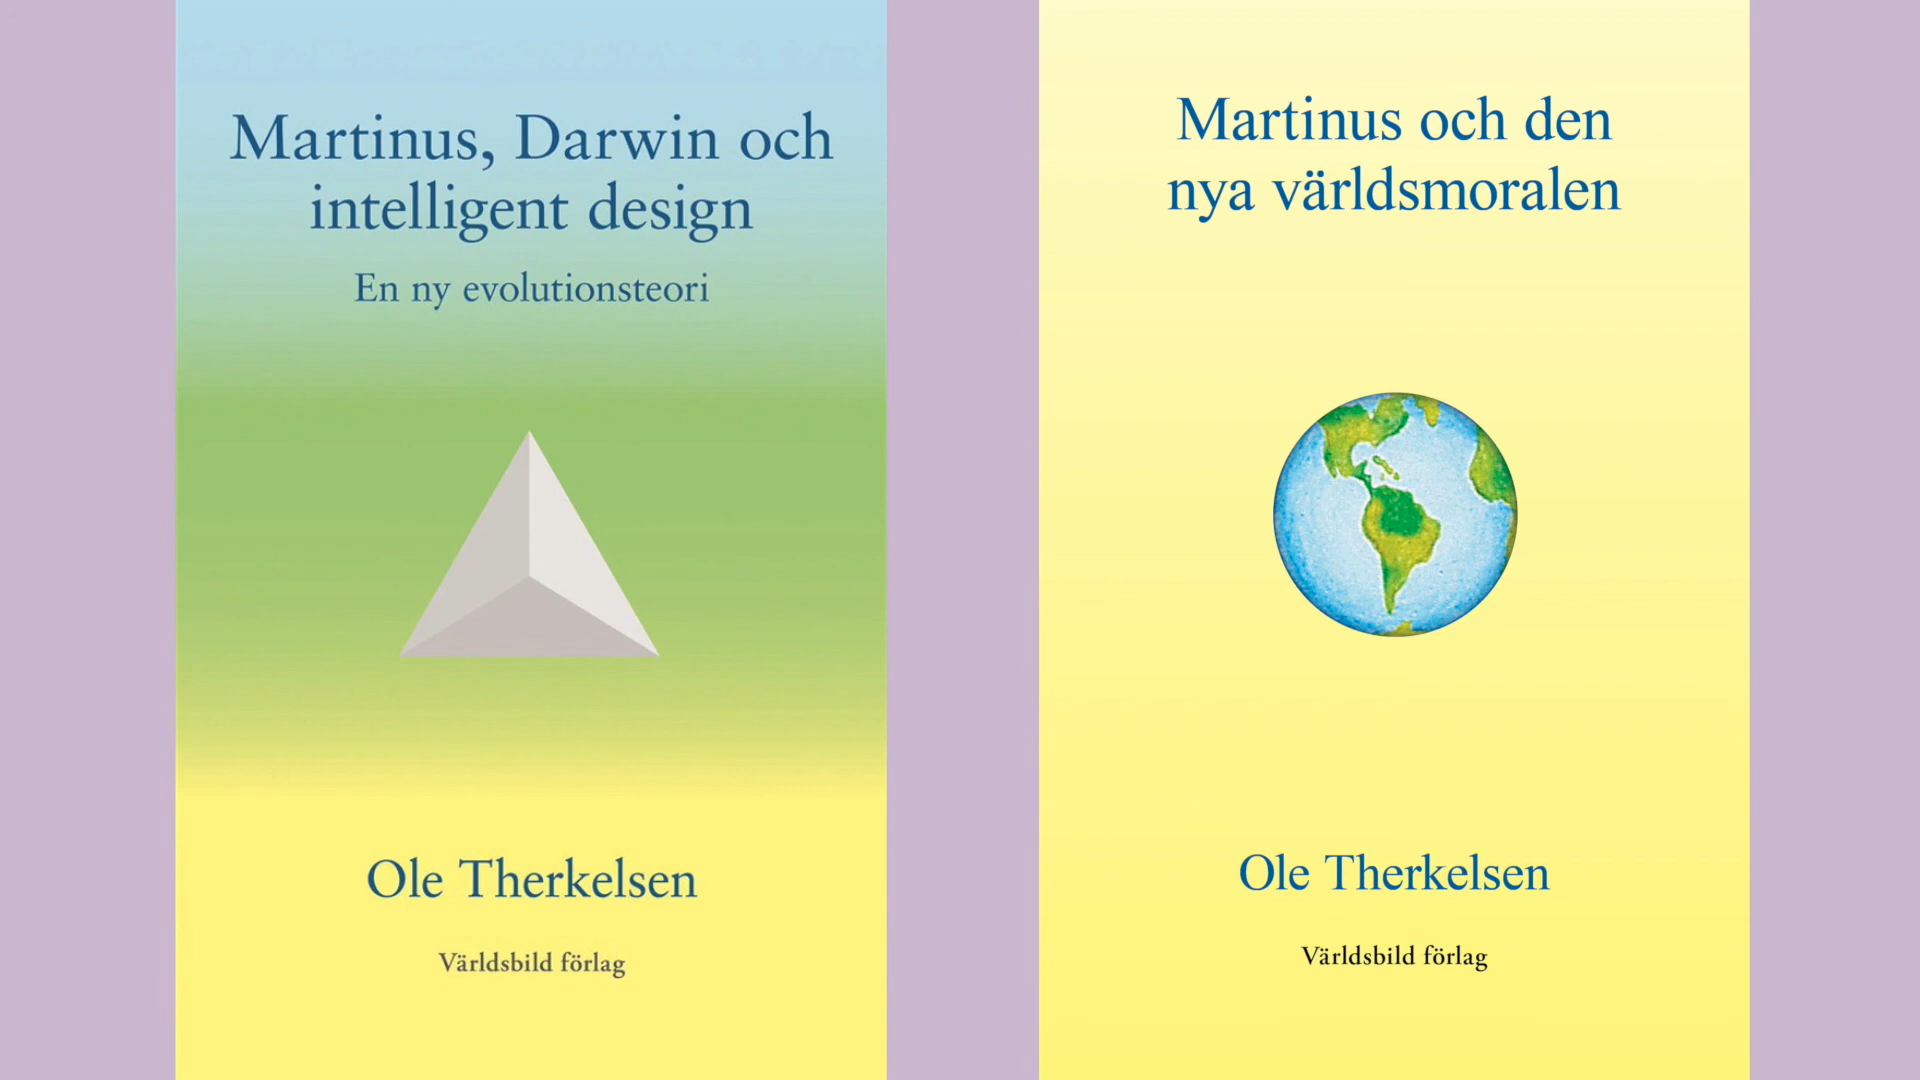 Martinus, Darwin och
intelligent design
En ny evolutionsteori
Ole Therkelsen
Världsbild förlag
Martinus och den
nya världsmoralen
Ole Therkelsen
Världsbild förlag